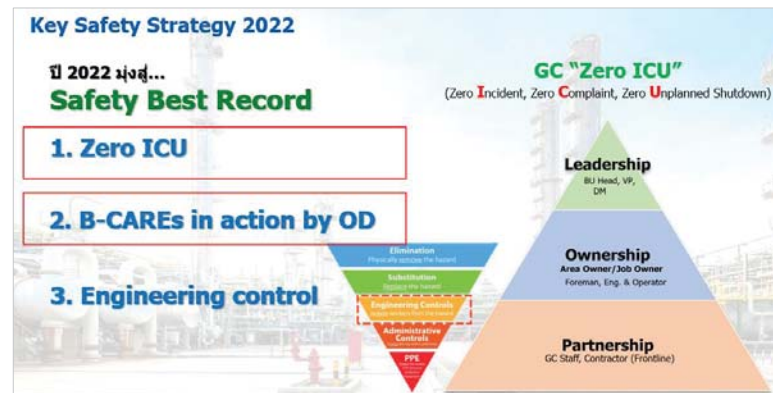 Key Safety Strategy 2022
ปี 2022 มุ่งสู่...
Safety Best Record
1. Zero ICU
2. B-CAREs in action by OD
3. Engineering control
GC “Zero ICU”
(Zero Incident, Zero Complaint, Zero Unplanned Shutdown)
Leadership
BU Head, VP,
DM
Ownership
Area Owner/Job Owner
Foreman, Eng. & Operator
Partnership
GC Staff, Contractor (Frontline)
Elimination
Physically remove the hazard
Substitution
Replace the hazard
Engineering Controls
Administrative
Controls
PPE